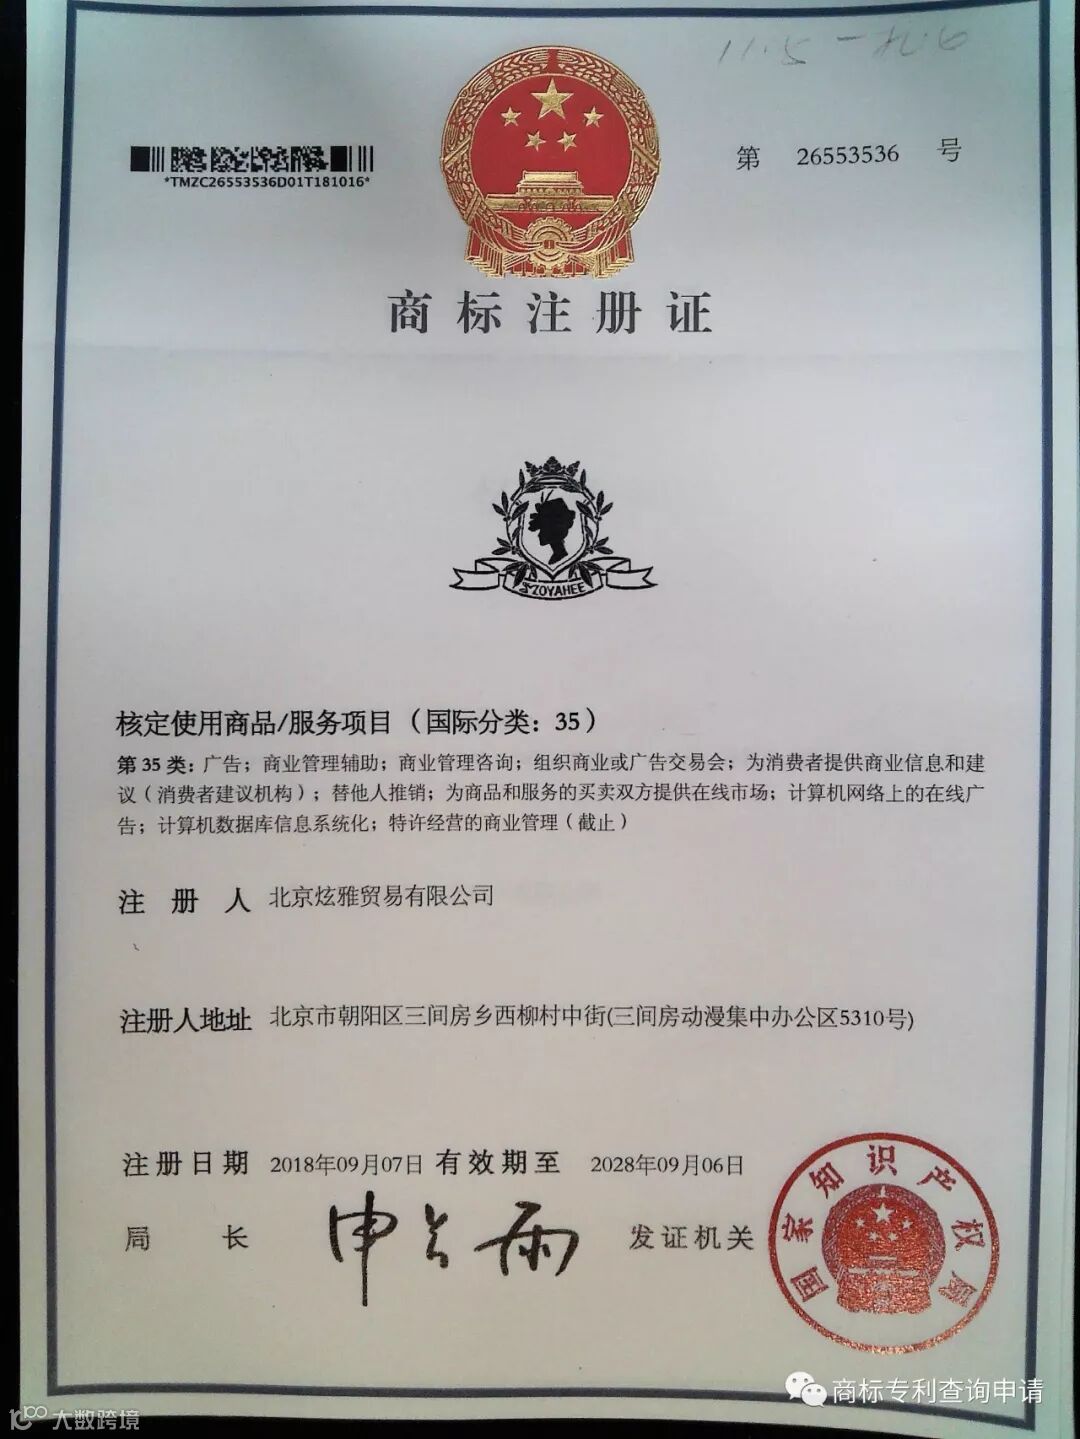 11.5-
*TMZC26553536D01T181016*
第 26553536 号
商标注册证
ZOYAHEE
核定使用商品/服务项目（国际分类：35）
第 35 类：广告；商业管理辅助；商业管理咨询；组织商业或广告交易会；为消费者提供商业信息和建
议（消费者建议机构）；替他人推销；为商品和服务的买卖双方提供在线市场；计算机网络上的在线广
告；计算机数据库信息系统化；特许经营的商业管理（截止）
注 册 人 北京炫雅贸易有限公司
注册人地址 北京市朝阳区三间房乡西柳村中街(三间房动漫集中办公区5310号)
注册日期 2018年09月07日 有效期至 2028年09月06日
局 长 申长雨 发证机关
国家知识产权局
商标专利查询申请
大数跨境